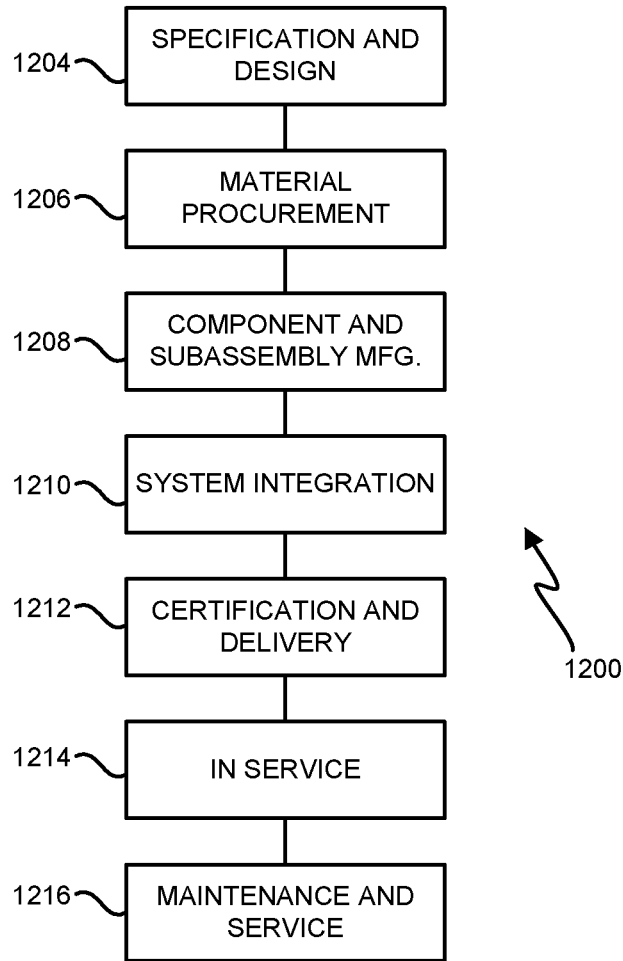 1204
SPECIFICATION AND
DESIGN
1206
MATERIAL
PROCUREMENT
1208
COMPONENT AND
SUBASSEMBLY MFG.
1210
SYSTEM INTEGRATION
1212
CERTIFICATION AND
DELIVERY
1200
1214
IN SERVICE
1216
MAINTENANCE AND
SERVICE